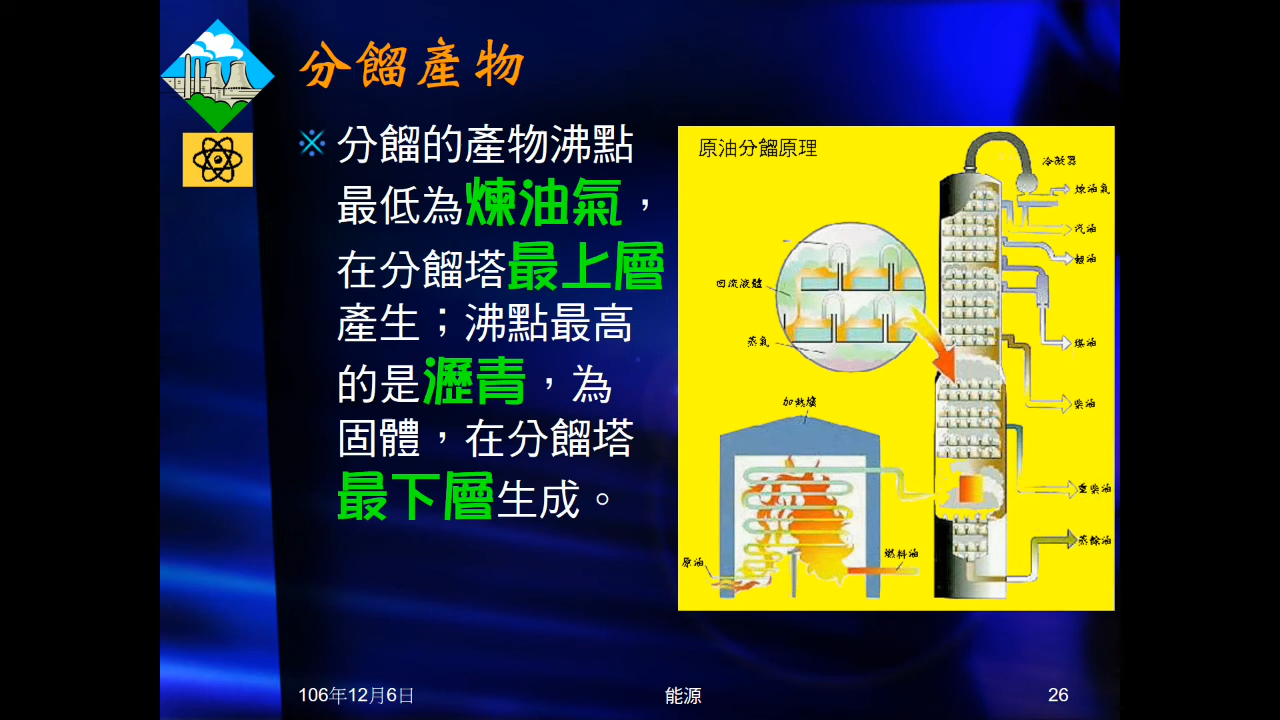 分餾產物
※分餾的產物沸點
最低為煉油氣，
在分餾塔最上層
產生；沸點最高
的是瀝青，為
固體，在分餾塔
最下層生成。
原油分餾原理
冷凝器
煉油氣
汽油
輕油
煤油
柴油
重柴油
蒸餘油
回流液體
蒸氣
加熱爐
原油
燃料油
106年12月6日
能源
26